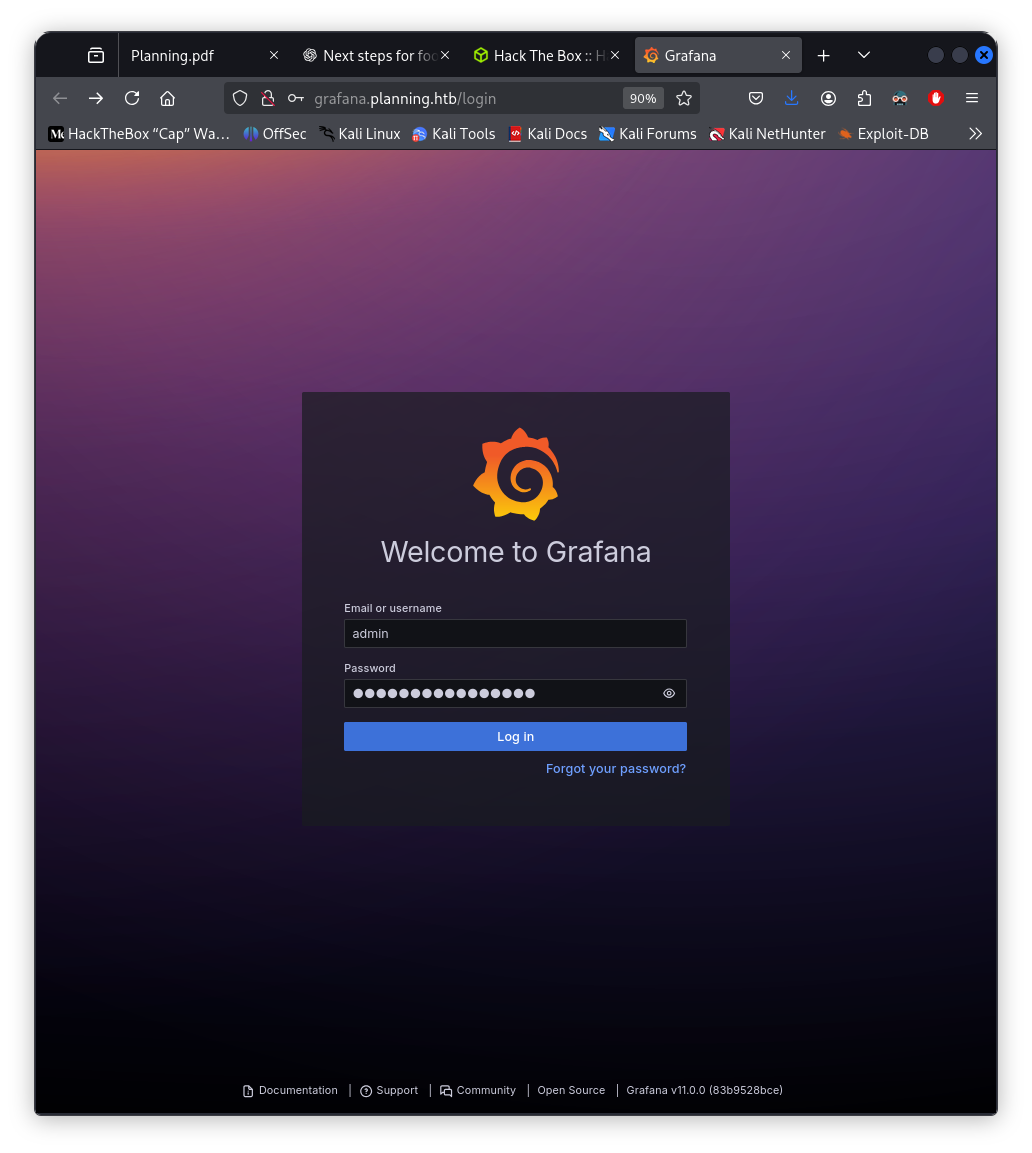 Planning.pdf
Next steps for foo
Hack The Box :: H
Grafana
grafana.planning.htb/login
90%
HackTheBox “Cap” Wa…
OffSec
Kali Linux
Kali Tools
Kali Docs
Kali Forums
Kali NetHunter
Exploit-DB
Welcome to Grafana
Email or username
admin
Password
●●●●●●●●●●●●●●●●
Log in
Forgot your password?
Documentation | Support | Community | Open Source | Grafana v11.0.0 (83b9528bce)